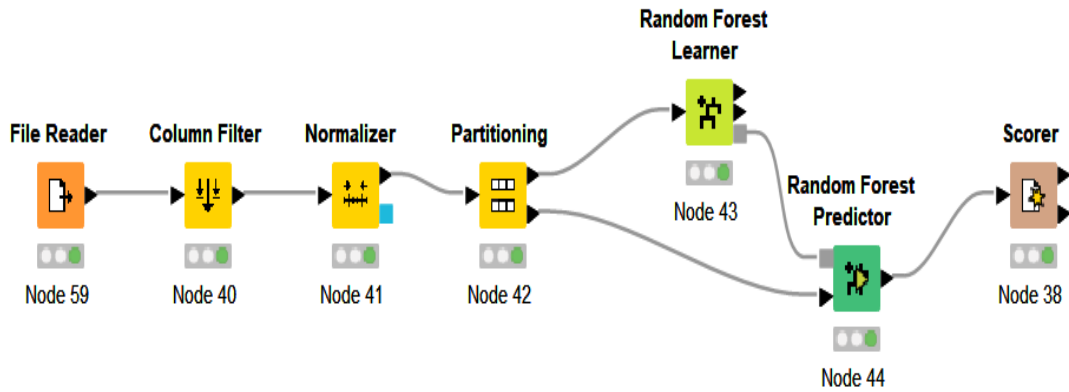 File Reader
Node 59
Column Filter
Node 40
Normalizer
Node 41
Partitioning
Node 42
Random Forest
Learner
Node 43
Random Forest
Predictor
Node 44
Scorer
Node 38